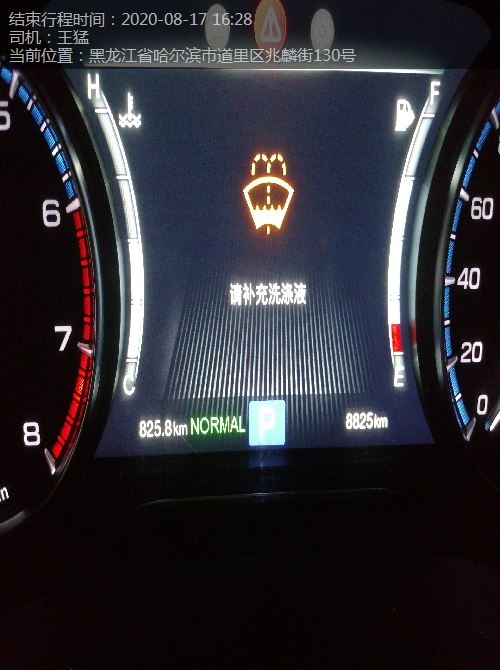 结束行程时间：2020-08-17 16:28
司机：王猛
当前位置：黑龙江省哈尔滨市道里区兆麟街130号
H
F
5
6
60
40
请补充洗涤液
7
20
C
E
0
8
825.8km NORMAL P 8825km